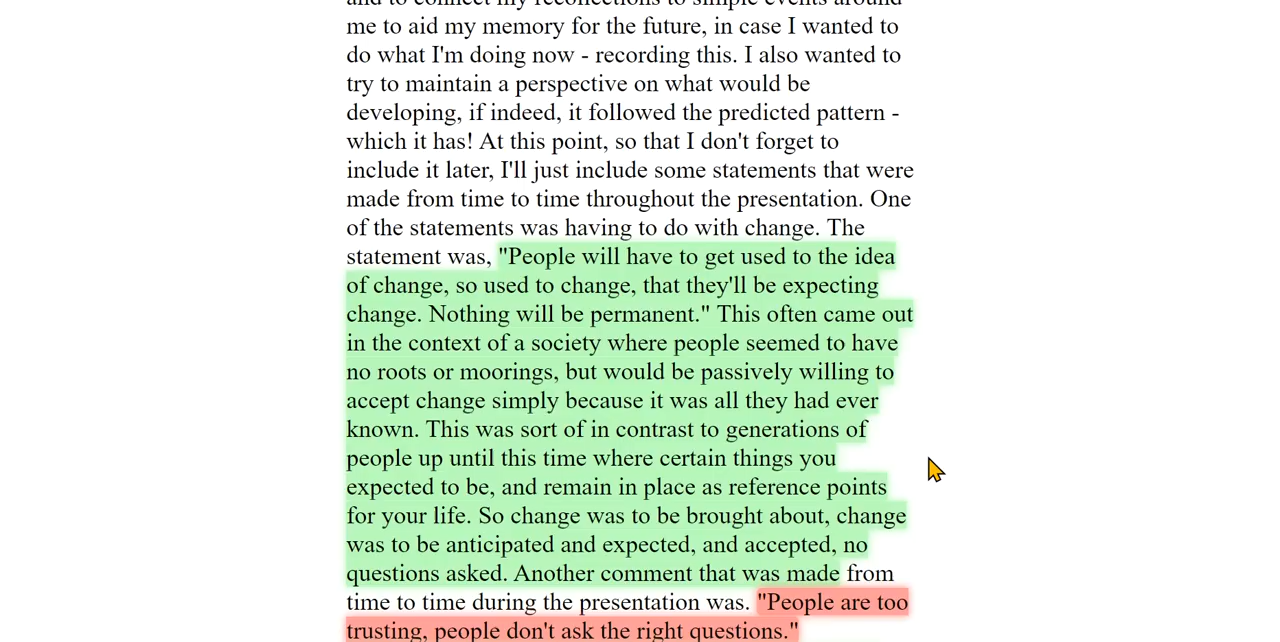 and to connect my recollections to simple events around
me to aid my memory for the future, in case I wanted to
do what I'm doing now - recording this. I also wanted to
try to maintain a perspective on what would be
developing, if indeed, it followed the predicted pattern -
which it has! At this point, so that I don't forget to
include it later, I'll just include some statements that were
made from time to time throughout the presentation. One
of the statements was having to do with change. The
statement was, "People will have to get used to the idea
of change, so used to change, that they'll be expecting
change. Nothing will be permanent." This often came out
in the context of a society where people seemed to have
no roots or moorings, but would be passively willing to
accept change simply because it was all they had ever
known. This was sort of in contrast to generations of
people up until this time where certain things you
expected to be, and remain in place as reference points
for your life. So change was to be brought about, change
was to be anticipated and expected, and accepted, no
questions asked. Another comment that was made from
time to time during the presentation was. "People are too
trusting, people don't ask the right questions."